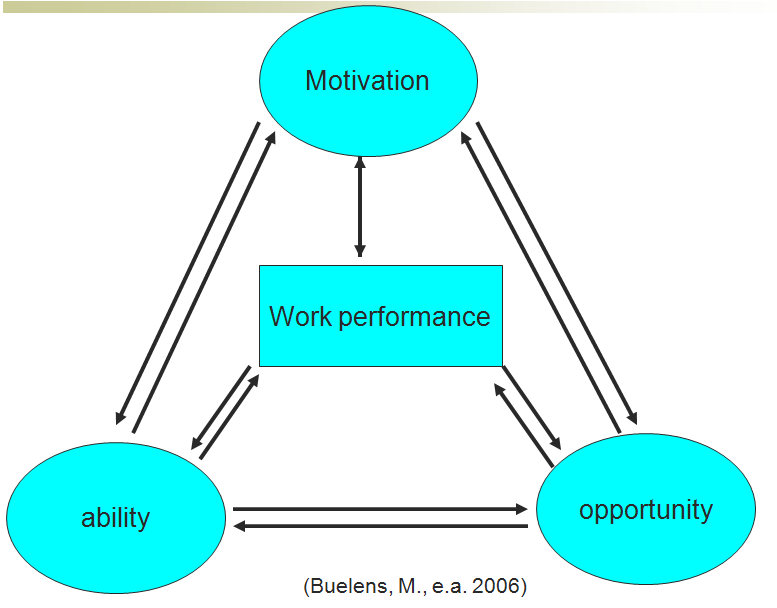 Motivation
Work performance
ability
opportunity
(Buelens, M., e.a. 2006)